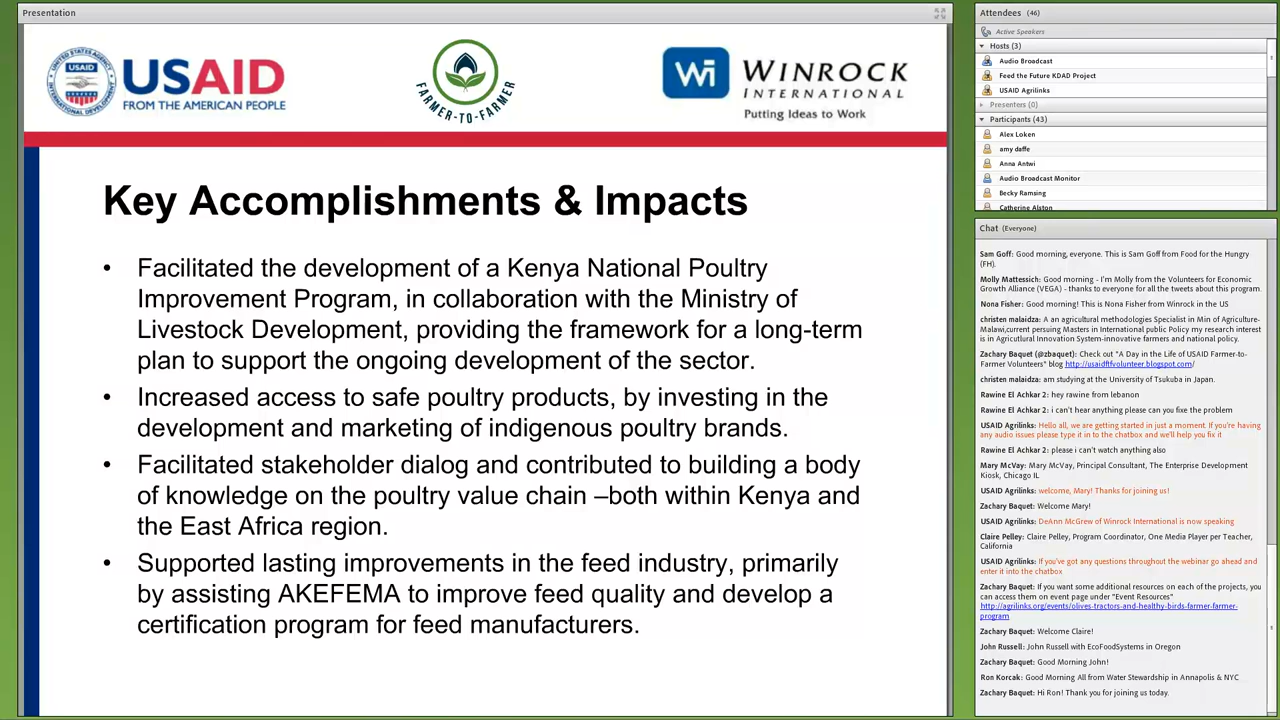 Presentation
USAID
USAID
FROM THE AMERICAN PEOPLE
FARMER-TO-FARMER
Wi
WINROCK
INTERNATIONAL
Putting Ideas to Work
Key Accomplishments & Impacts
• Facilitated the development of a Kenya National Poultry
Improvement Program, in collaboration with the Ministry of
Livestock Development, providing the framework for a long-term
plan to support the ongoing development of the sector.
• Increased access to safe poultry products, by investing in the
development and marketing of indigenous poultry brands.
• Facilitated stakeholder dialog and contributed to building a body
of knowledge on the poultry value chain –both within Kenya and
the East Africa region.
• Supported lasting improvements in the feed industry, primarily
by assisting AKEFEMA to improve feed quality and develop a
certification program for feed manufacturers.
Attendees (46)
Active Speakers
Hosts (3)
Audio Broadcast
Feed the Future KDAD Project
USAID Agrilinks
Presenters (0)
Participants (43)
Alex Loken
amy daffe
Anna Antwi
Audio Broadcast Monitor
Becky Ramsing
Catherine Alston
Chat (Everyone)
Sam Goff: Good morning, everyone. This is Sam Goff from Food for the Hungry
(FH).
Molly Mattessich: Good morning - I'm Molly from the Volunteers for Economic
Growth Alliance (VEGA) - thanks to everyone for all the tweets about this program.
Nona Fisher: Good morning! This is Nona Fisher from Winrock in the US
christen malaidza: A an agricultural methodologies Specialist in Min of Agriculture-
Malawi,current persuing Masters in International public Policy my research interest
is in Agricultural Innovation System-innovative farmers and national policy.
Zachary Baquet (@zbaquet): Check out "A Day in the Life of USAID Farmer-to-
Farmer Volunteers" blog http://usaidftfvolunteer.blogspot.com/
christen malaidza: am studying at the University of Tsukuba in Japan.
Rawine El Achkar 2: hey rawine from lebanon
Rawine El Achkar 2: i can't hear anything please can you fixe the problem
USAID Agrilinks: Hello all, we are getting started in just a moment. If you're having
any audio issues please type it in to the chatbox and we'll help you fix it
Rawine El Achkar 2: please i can't watch anything also
Mary McVay: Mary McVay, Principal Consultant, The Enterprise Development
Kiosk, Chicago IL
USAID Agrilinks: welcome, Mary! Thanks for joining us!
Zachary Baquet: Welcome Mary!
USAID Agrilinks: DeAnn McGrew of Winrock International is now speaking
Claire Pelley: Claire Pelley, Program Coordinator, One Media Player per Teacher,
California
USAID Agrilinks: If you've got any questions throughout the webinar go ahead and
enter it into the chatbox
Zachary Baquet: If you want some additional resources on each of the projects, you
can access them on event page under "Event Resources"
http://agrilinks.org/events/olives-tractors-and-healthy-birds-farmer-farmer-
program
Zachary Baquet: Welcome Claire!
John Russell: John Russell with EcoFoodSystems in Oregon
Zachary Baquet: Good Morning John!
Ron Korcak: Good Morning All from Water Stewardship in Annapolis & NYC
Zachary Baquet: Hi Ron! Thank you for joining us today.